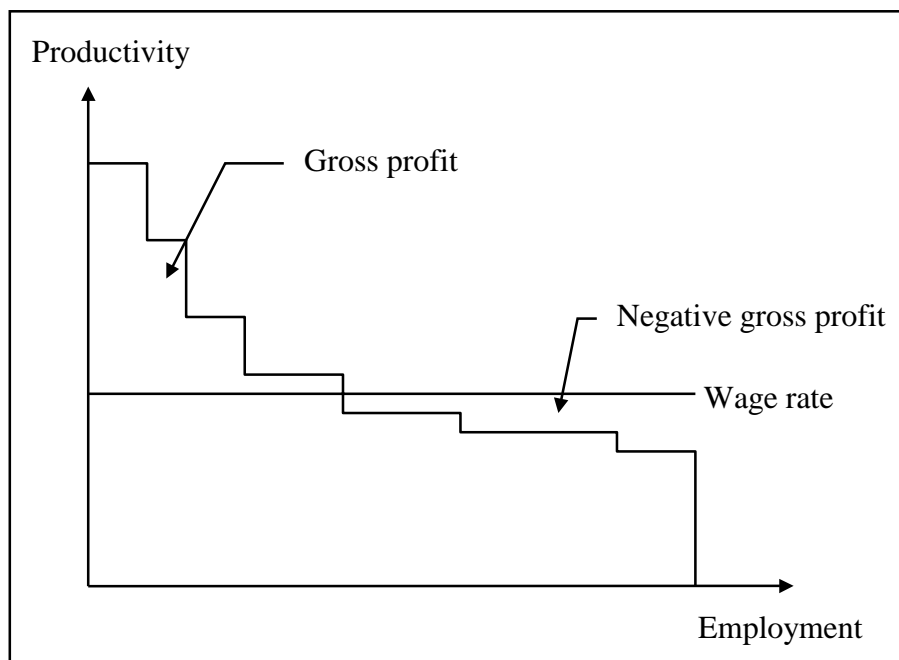 Productivity
Gross profit
Negative gross profit
Wage rate
Employment